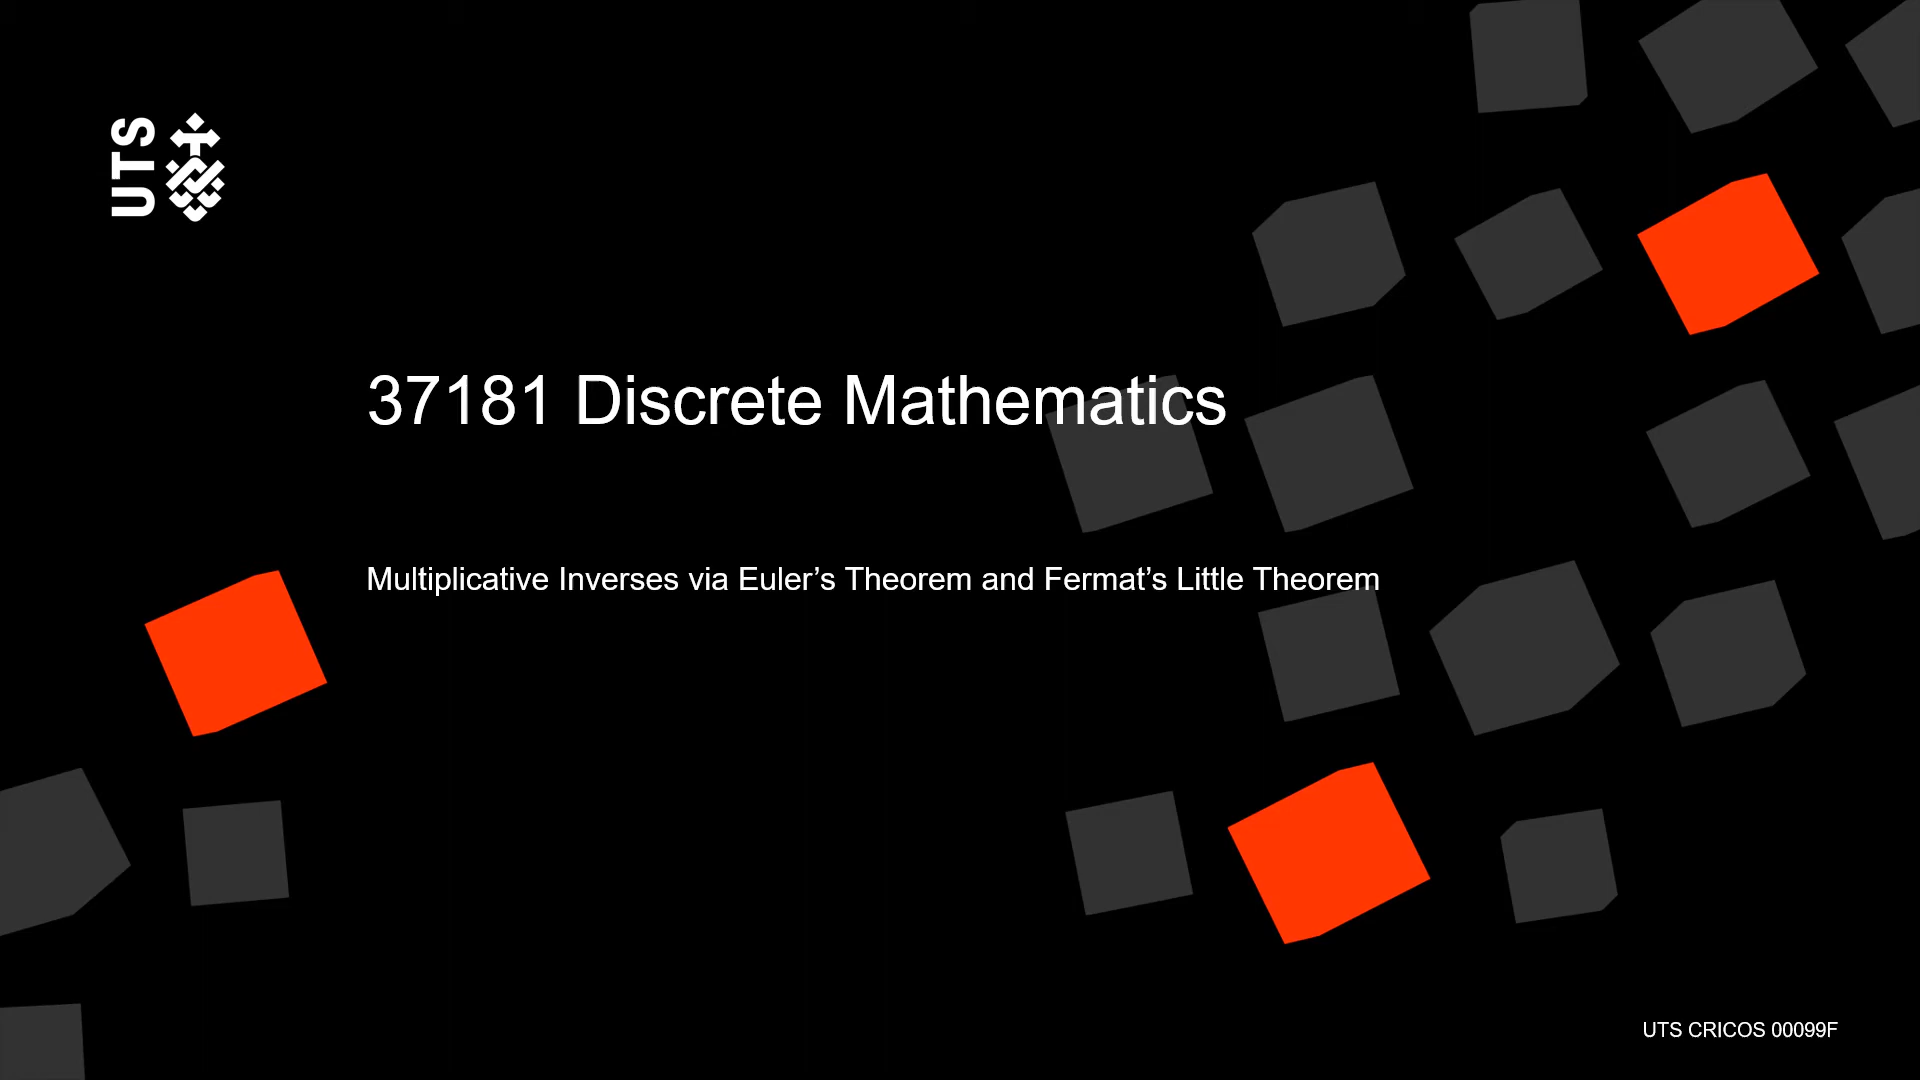 UTS
37181 Discrete Mathematics
Multiplicative Inverses via Euler’s Theorem and Fermat’s Little Theorem
UTS CRICOS 00099F